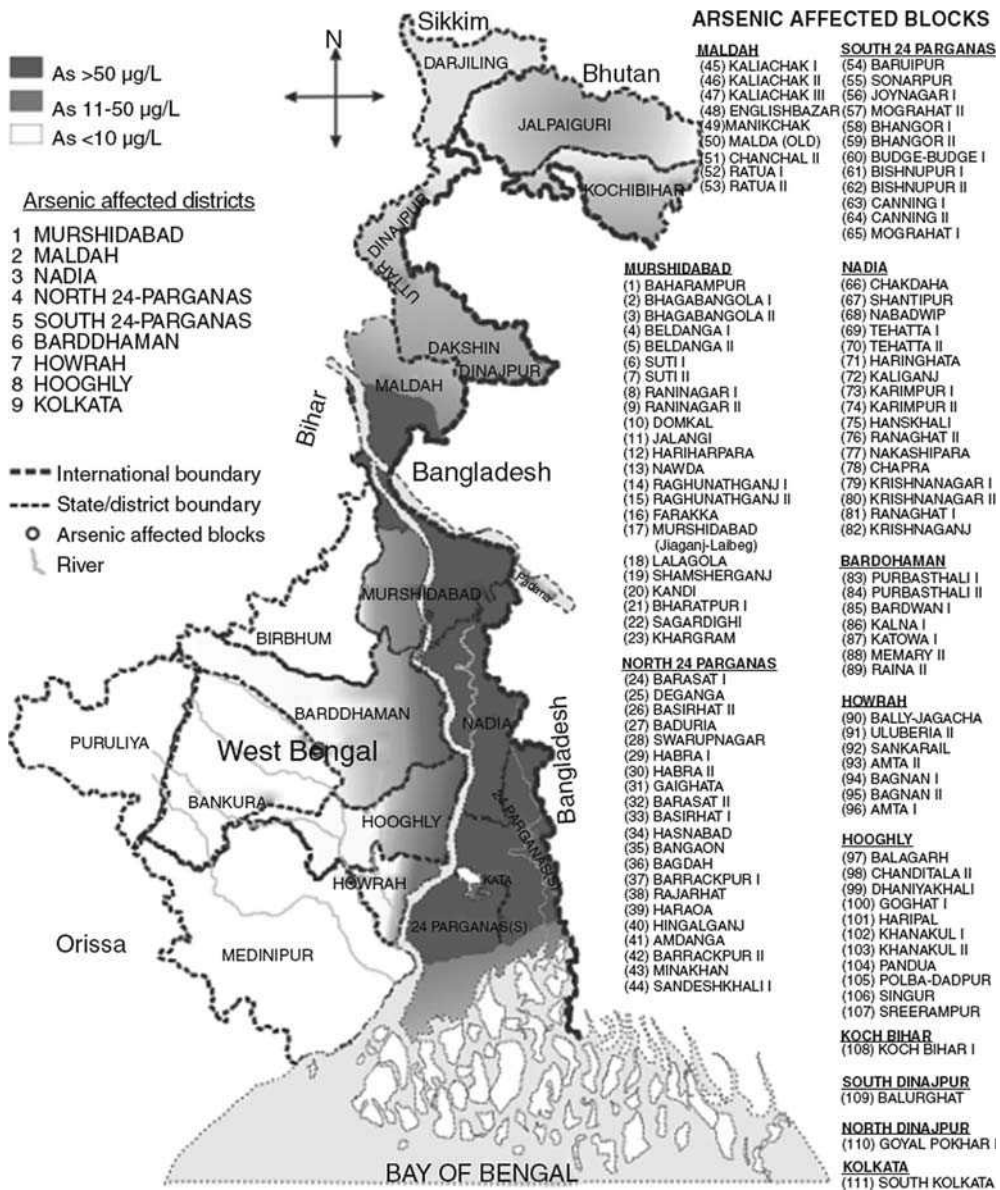 Sikkim
ARSENIC AFFECTED BLOCKS
N
DARJILING
Bhutan
JALPAIGURI
KOCHIBIHAR
As >50 µg/L
As 11-50 µg/L
As <10 µg/L
Arsenic affected districts
1 MURSHIDABAD
2 MALDAH
3 NADIA
4 NORTH 24-PARGANAS
5 SOUTH 24-PARGANAS
6 BARDDHAMAN
7 HOWRAH
8 HOOGHLY
9 KOLKATA
International boundary
State/district boundary
Arsenic affected blocks
River
UTTAR DINAJPUR
DAKSHIN
DINAJPUR
MALDAH
Bihar
Bangladesh
MURSHIDABAD
Padma
BIRBHUM
BARDDHAMAN
NADIA
PURULIYA
West Bengal
Bangladesh
BANKURA
HOOGHLY
24 PARGANAS(S)
HOWRAH
KATA
24 PARGANAS(S)
Orissa
MEDINIPUR
BAY OF BENGAL
MALDAH
(45) KALIACHAK I
(46) KALIACHAK II
(47) KALIACHAK III
(48) ENGLISHBAZAR
(49) MANIKCHAK
(50) MALDA (OLD)
(51) CHANCHAL II
(52) RATUA I
(53) RATUA II
SOUTH 24 PARGANAS
(54) BARUIPUR
(55) SONARPUR
(56) JOYNAGAR I
(57) MOGRAHAT II
(58) BHANGOR I
(59) BHANGOR II
(60) BUDGE-BUDGE I
(61) BISHNUPUR I
(62) BISHNUPUR II
(63) CANNING I
(64) CANNING II
(65) MOGRAHAT I
MURSHIDABAD
(1) BAHARAMPUR
(2) BHAGABANGOLA I
(3) BHAGABANGOLA II
(4) BELDANGA I
(5) BELDANGA II
(6) SUTI I
(7) SUTI II
(8) RANINAGAR I
(9) RANINAGAR II
(10) DOMKAL
(11) JALANGI
(12) HARIHARPARA
(13) NAWDA
(14) RAGHUNATHGANJ I
(15) RAGHUNATHGANJ II
(16) FARAKKA
(17) MURSHIDABAD
(Jiaganj-Laibeg)
(18) LALAGOLA
(19) SHAMSHERGANJ
(20) KANDI
(21) BHARATPUR I
(22) SAGARDIGHI
(23) KHARGRAM
NORTH 24 PARGANAS
(24) BARASAT I
(25) DEGANGA
(26) BASIRHAT II
(27) BADURIA
(28) SWARUPNAGAR
(29) HABRA I
(30) HABRA II
(31) GAIGHATA
(32) BARASAT II
(33) BASIRHAT I
(34) HASNABAD
(35) BANGAON
(36) BAGDAH
(37) BARRACKPUR I
(38) RAJARHAT
(39) HARAOA
(40) HINGALGANJ
(41) AMDANGA
(42) BARRACKPUR II
(43) MINAKHAN
(44) SANDESHKHALI I
NADIA
(66) CHAKDAHA
(67) SHANTIPUR
(68) NABADWIP
(69) TEHATTA I
(70) TEHATTA II
(71) HARINGHATA
(72) KALIGANJ
(73) KARIMPUR I
(74) KARIMPUR II
(75) HANSKHALI
(76) RANAGHAT II
(77) NAKASHIPARA
(78) CHAPRA
(79) KRISHNANAGAR I
(80) KRISHNANAGAR II
(81) RANAGHAT I
(82) KRISHNAGANJ
BARDOHAMAN
(83) PURBASTHALI I
(84) PURBASTHALI II
(85) BARDWAN I
(86) KALNA I
(87) KATOWA I
(88) MEMARY II
(89) RAINA II
HOWRAH
(90) BALLY-JAGACHA
(91) ULUBERIA II
(92) SANKARAIL
(93) AMTA II
(94) BAGNAN I
(95) BAGNAN II
(96) AMTA I
HOOGHLY
(97) BALAGARH
(98) CHANDITALA II
(99) DHANIYAKHALI
(100) GOGHAT I
(101) HARIPAL
(102) KHANAKUL I
(103) KHANAKUL II
(104) PANDUA
(105) POLBA-DADPUR
(106) SINGUR
(107) SREERAMPUR
KOCH BIHAR
(108) KOCH BIHAR I
SOUTH DINAJPUR
(109) BALURGHAT
NORTH DINAJPUR
(110) GOYAL POKHAR I
KOLKATA
(111) SOUTH KOLKATA